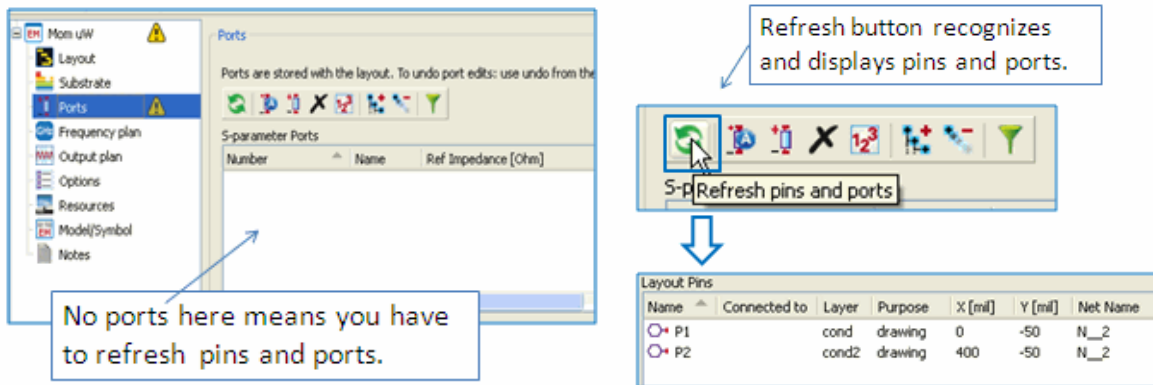 Mom uW
Layout
Substrate
Ports
Frequency plan
Output plan
Options
Resources
Model/Symbol
Notes
Ports
Ports are stored with the layout. To undo port edits: use undo from the
S-parameter Ports
Number Name Ref Impedance [Ohm]
No ports here means you have
to refresh pins and ports.
Refresh button recognizes
and displays pins and ports.
S-p
Refresh pins and ports
Layout Pins
Name Connected to Layer Purpose X [mil] Y [mil] Net Name
P1 cond drawing 0 -50 N__2
P2 cond2 drawing 400 -50 N__2